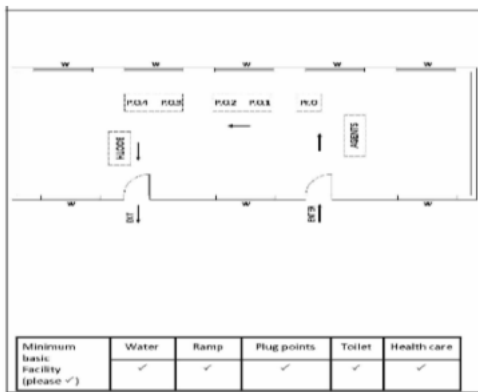 W W W W W
P.O.4 P.O.3 P.O.2 P.O.1 Pr.O
BOOTH
AGENTS
EXIT
ENTER
W W W
Minimum basic Facility (please ✓) Water Ramp Plug points Toilet Health care
✓ ✓ ✓ ✓ ✓